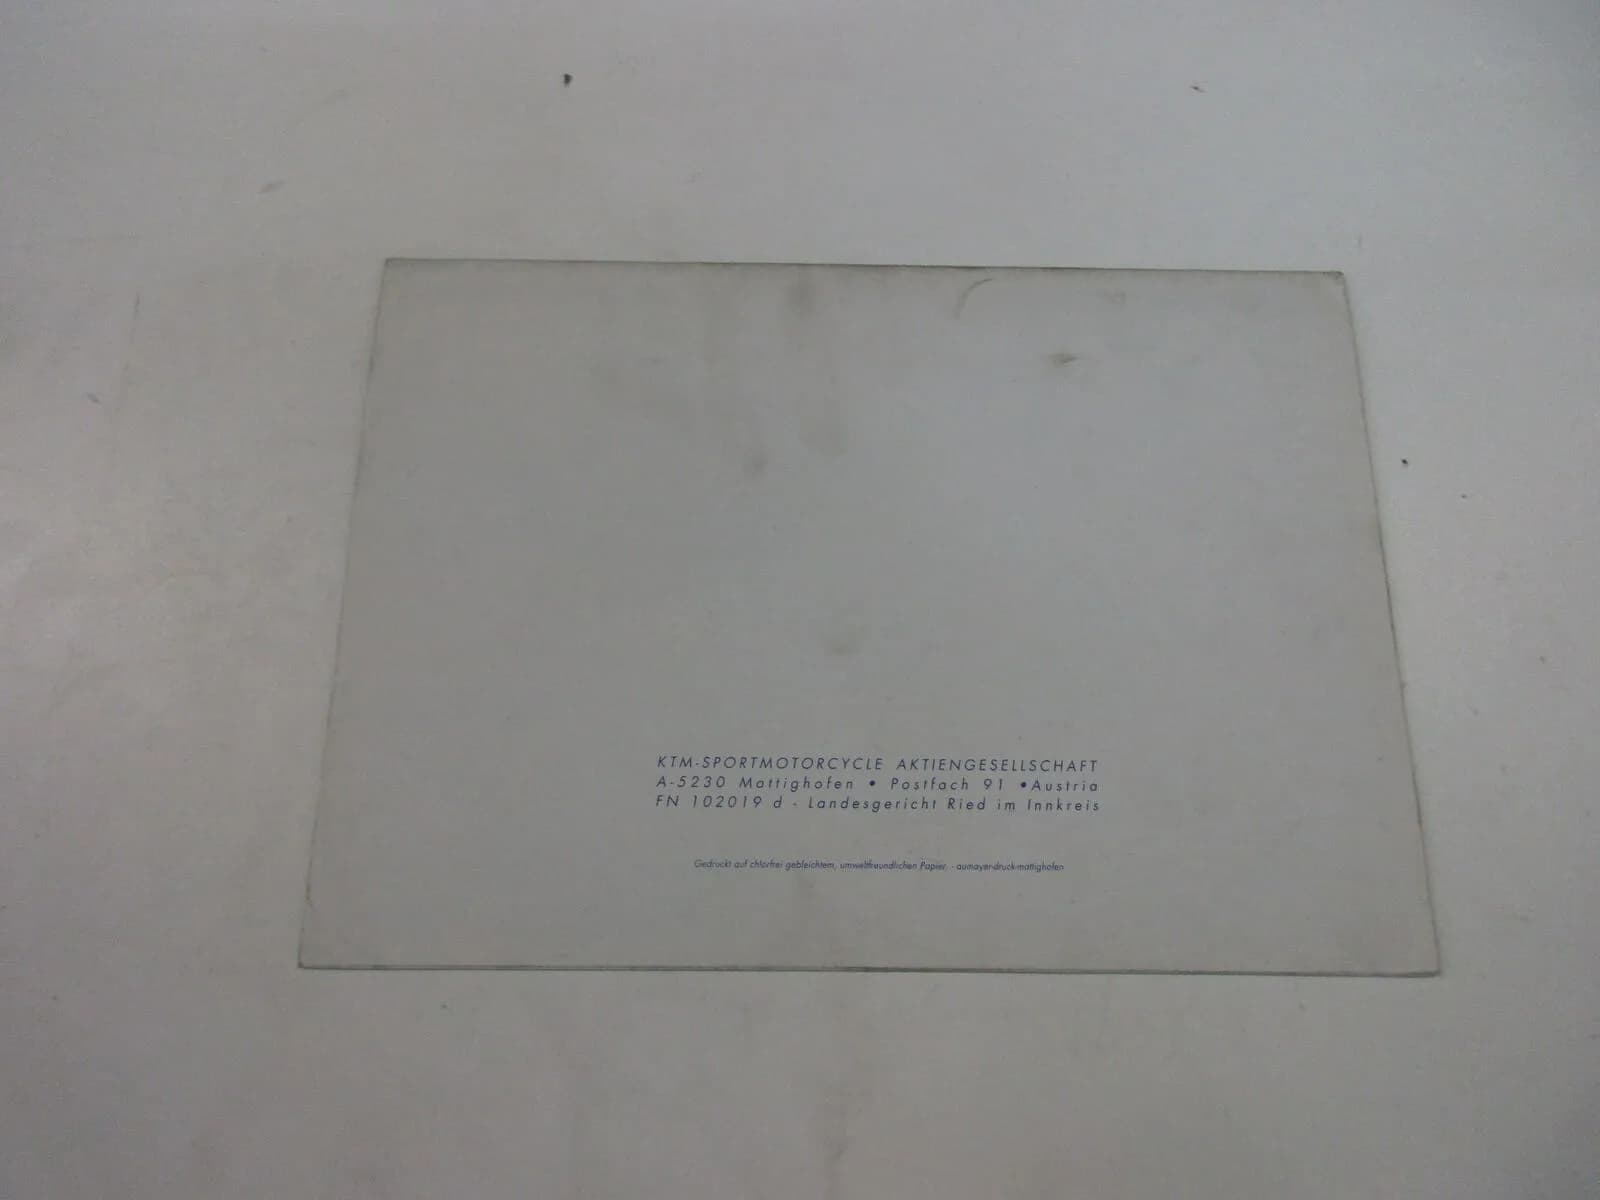 KTM-SPORTMOTORCYCLE AKTIENGESELLSCHAFT
A-5230 Mattighofen • Postfach 91 •Austria
FN 102019 d - Landesgericht Ried im Innkreis
Gedruckt auf chlorfrei gebleichtem, umweltfreundlichen Papier. - aumayer-druck-mattighofen